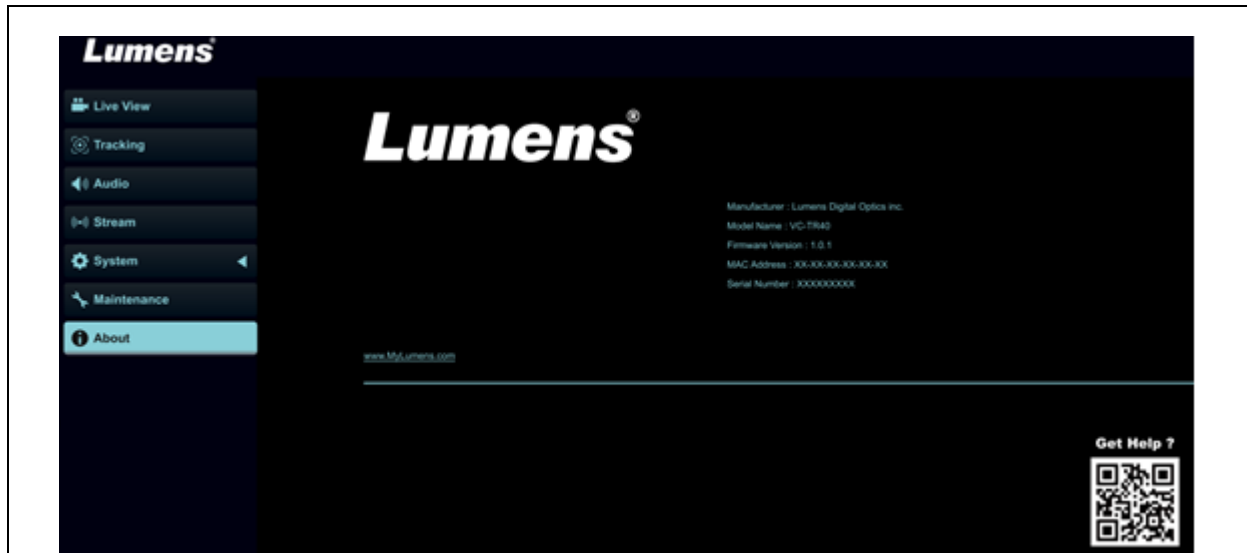 Lumens
Live View
Tracking
Audio
Stream
System
Maintenance
About
Lumens®
Manufacturer : Lumens Digital Optics inc.
Model Name : VC-TR40
Firmware Version : 1.0.1
MAC Address : XX-XX-XX-XX-XX-XX
Serial Number : XXXXXXXXXX
www.MyLumens.com
Get Help ?